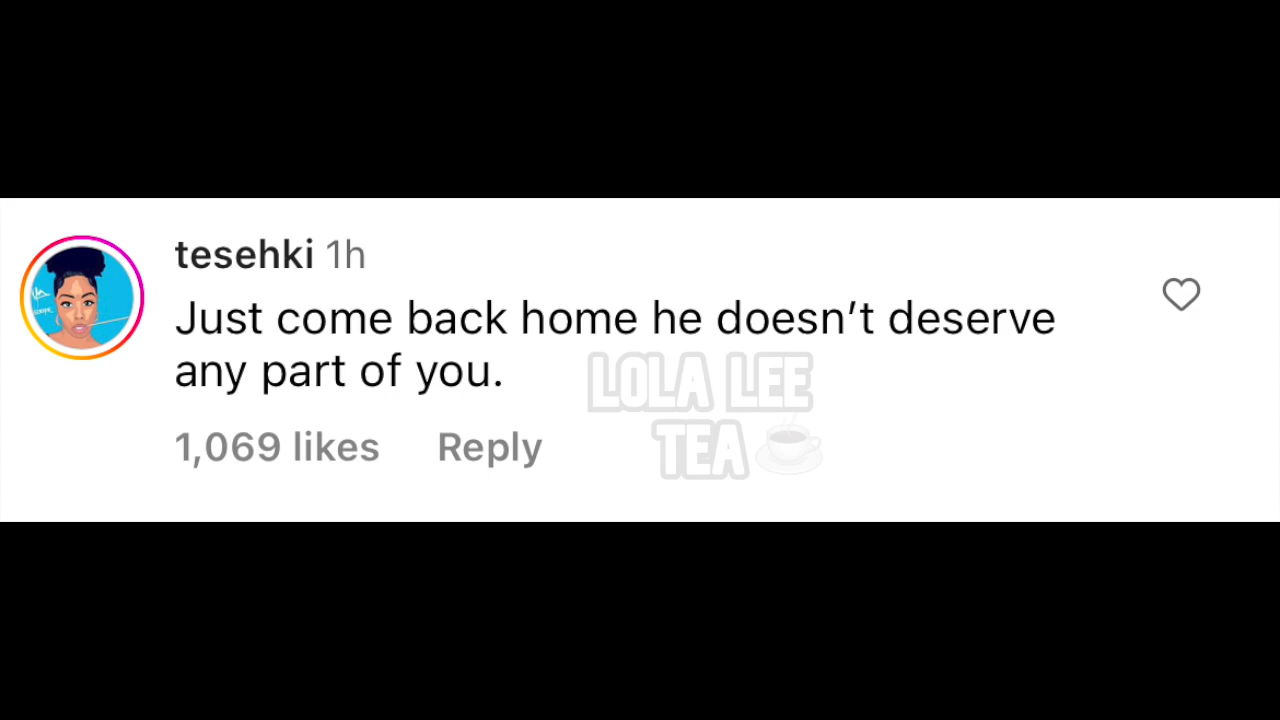 tesehki 1h
Just come back home he doesn’t deserve
any part of you.
LOLA LEE
TEA
1,069 likes Reply